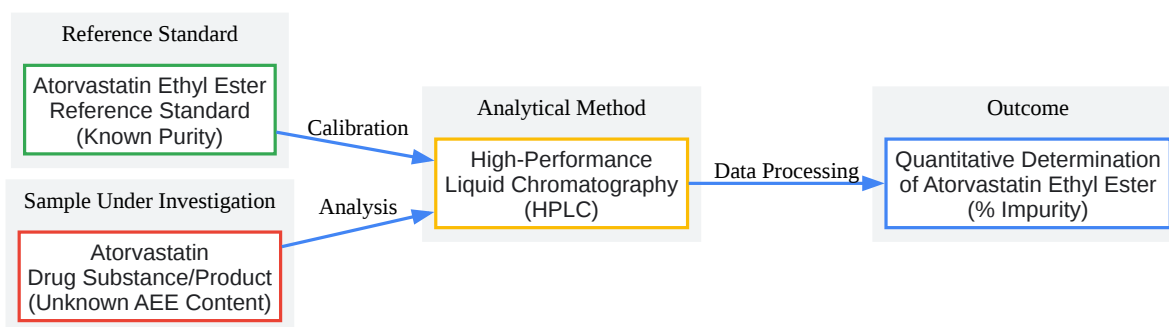 Reference Standard
Atorvastatin Ethyl Ester
Reference Standard
(Known Purity)
Calibration
Sample Under Investigation
Atorvastatin
Drug Substance/Product
(Unknown AEE Content)
Analysis
Analytical Method
High-Performance
Liquid Chromatography
(HPLC)
Data Processing
Outcome
Quantitative Determination
of Atorvastatin Ethyl Ester
(% Impurity)